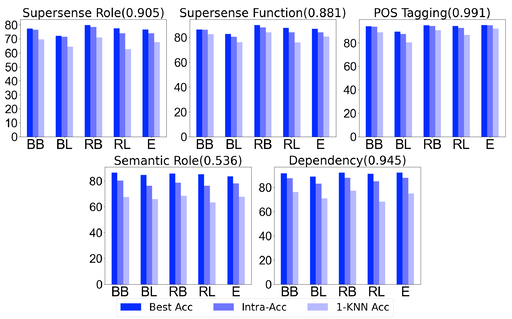 Supersense Role(0.905)
80
70
60
50
40
30
20
10
0
BB BL RB RL E
Supersense Function(0.881)
80
60
40
20
0
BB BL RB RL E
POS Tagging(0.991)
80
60
40
20
0
BB BL RB RL E
Semantic Role(0.536)
80
60
40
20
0
BB BL RB RL E
Dependency(0.945)
80
60
40
20
0
BB BL RB RL E
Best Acc Intra-Acc 1-KNN Acc